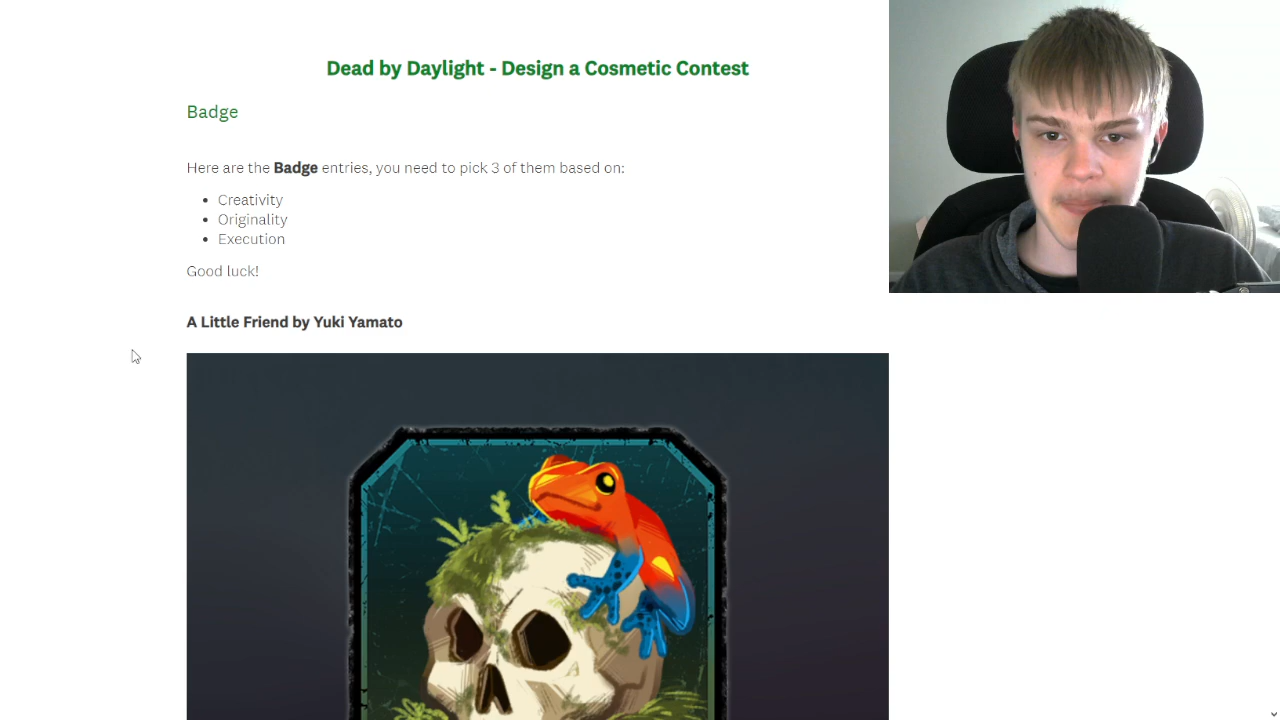 Dead by Daylight - Design a Cosmetic Contest
Badge
Here are the Badge entries, you need to pick 3 of them based on:
Creativity
Originality
Execution
Good luck!
A Little Friend by Yuki Yamato